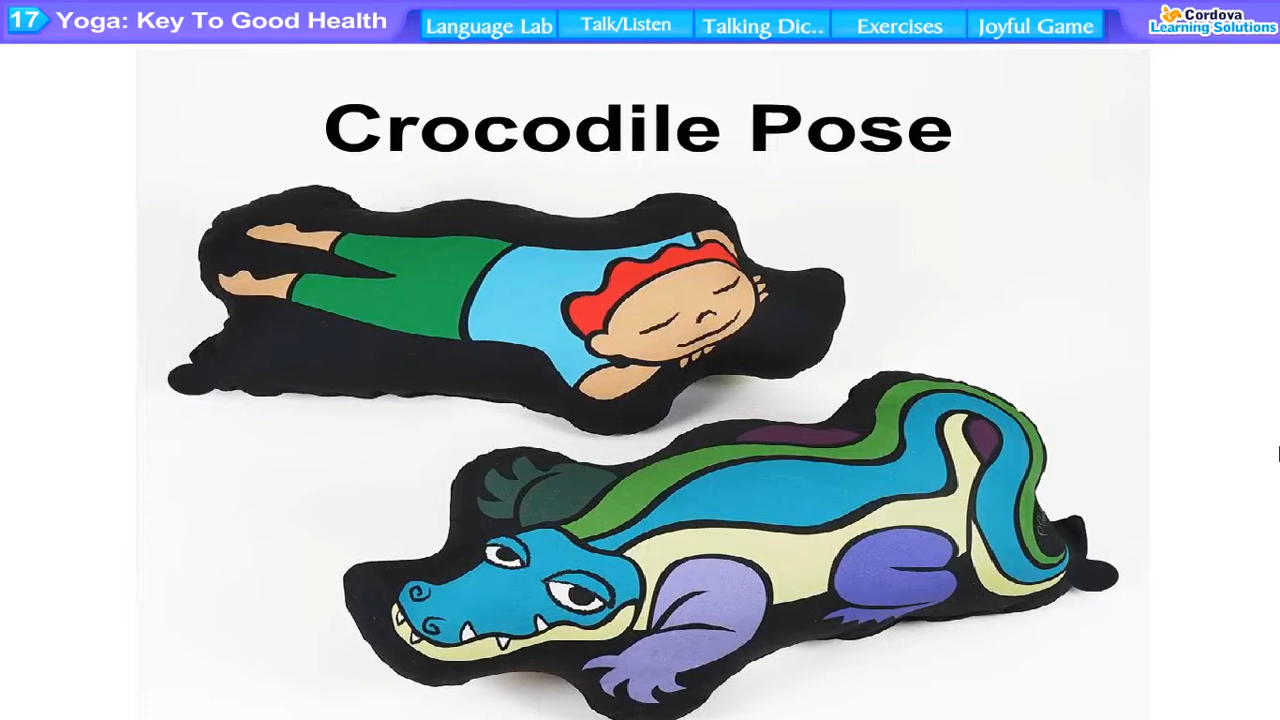 17 Yoga: Key To Good Health
Language Lab
Talk/Listen
Talking Dic..
Exercises
Joyful Game
Cordova
Learning Solutions
Crocodile Pose